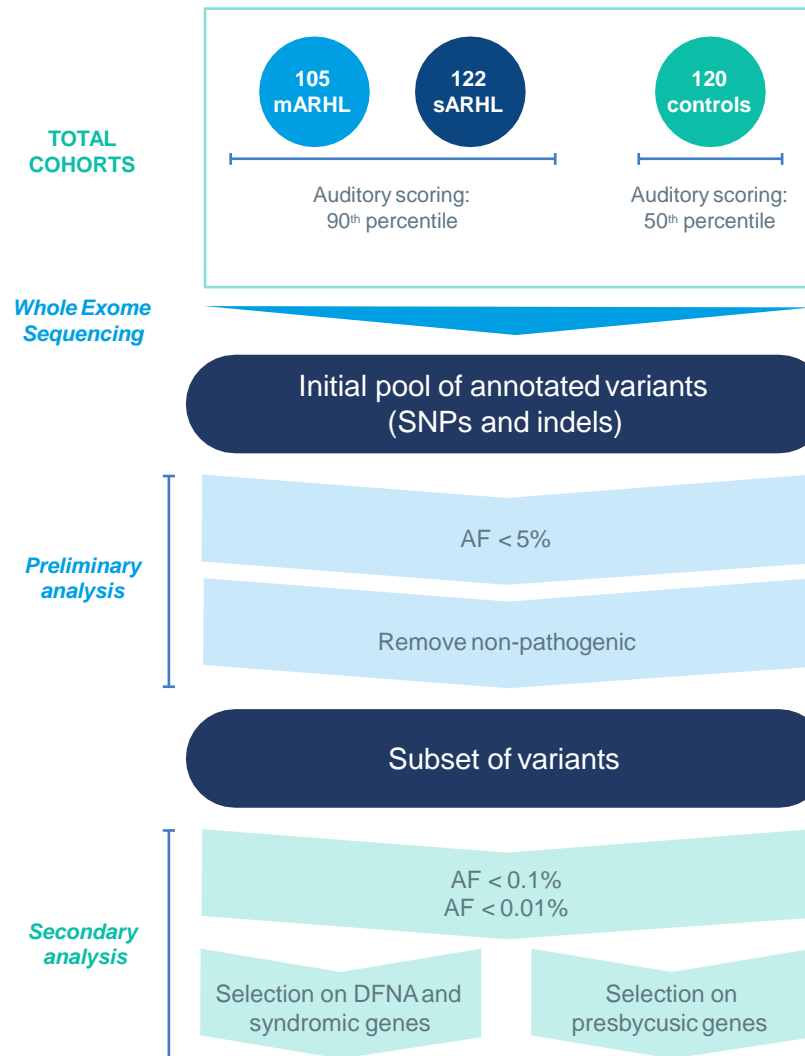 105
mARHL
122
sARHL
120
controls
TOTAL
COHORTS
Auditory scoring:
90th percentile
Auditory scoring:
50th percentile
Whole Exome
Sequencing
Initial pool of annotated variants
(SNPs and indels)
AF < 5%
Preliminary
analysis
Remove non-pathogenic
Subset of variants
AF < 0.1%
AF < 0.01%
Secondary
analysis
Selection on DFNA and
syndromic genes
Selection on
presbycusic genes